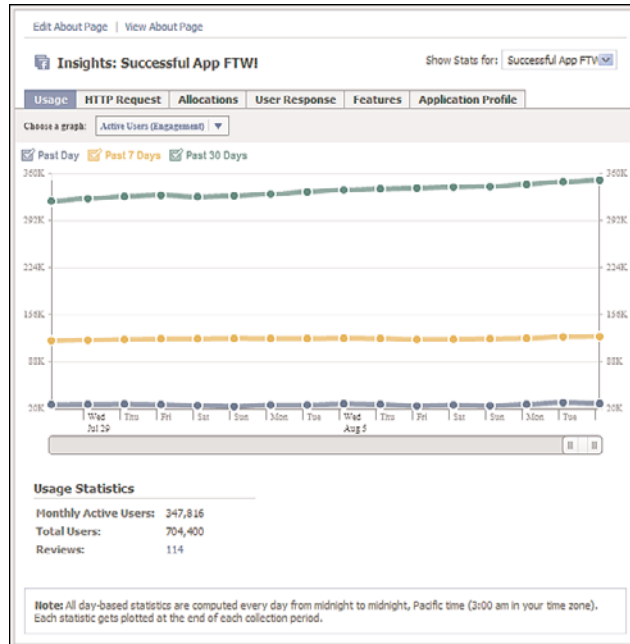 Edit About Page | View About Page
Insights: Successful App FTW!
Show Stats for: Successful App FTW
Usage HTTP Request Allocations User Response Features Application Profile
Choose a graph: Active Users (Engagement)
Past Day Past 7 Days Past 30 Days
360K 360K
292K 292K
224K 224K
156K 156K
88K 88K
20K 20K
Wed Thu Fri Sat Sun Mon Tue Wed Thu Fri Sat Sun Mon Tue
Jul 29 Aug 5
Usage Statistics
Monthly Active Users: 347,816
Total Users: 704,400
Reviews: 114
Note: All day-based statistics are computed every day from midnight to midnight, Pacific time (3:00 am in your time zone).
Each statistic gets plotted at the end of each collection period.